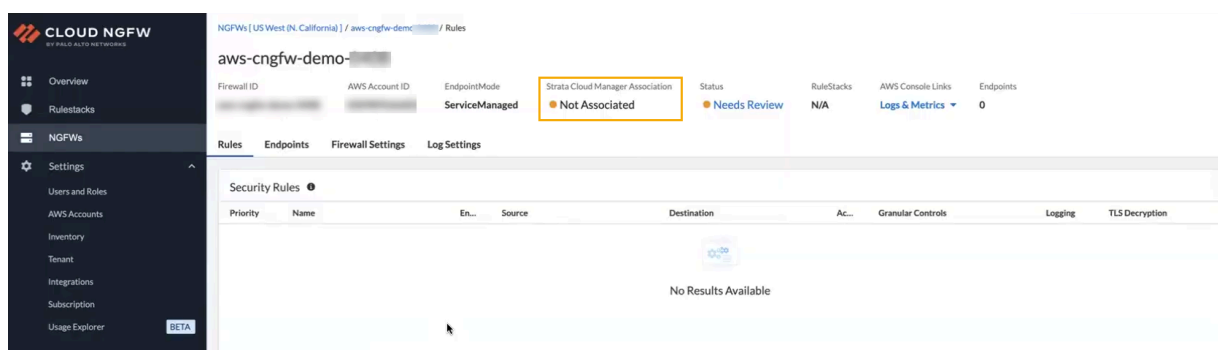 CLOUD NGFW
BY PALO ALTO NETWORKS
Overview
Rulestacks
NGFWs
Settings
Users and Roles
AWS Accounts
Inventory
Tenant
Integrations
Subscription
Usage Explorer BETA
NGFWs [ US West (N. California) ] / aws-cngfw-demo / Rules
aws-cngfw-demo-
Firewall ID AWS Account ID EndpointMode Strata Cloud Manager Association Status RuleStacks AWS Console Links Endpoints
ServiceManaged Not Associated Needs Review N/A Logs & Metrics 0
Rules Endpoints Firewall Settings Log Settings
Security Rules
Priority Name En... Source Destination Ac... Granular Controls Logging TLS Decryption
No Results Available